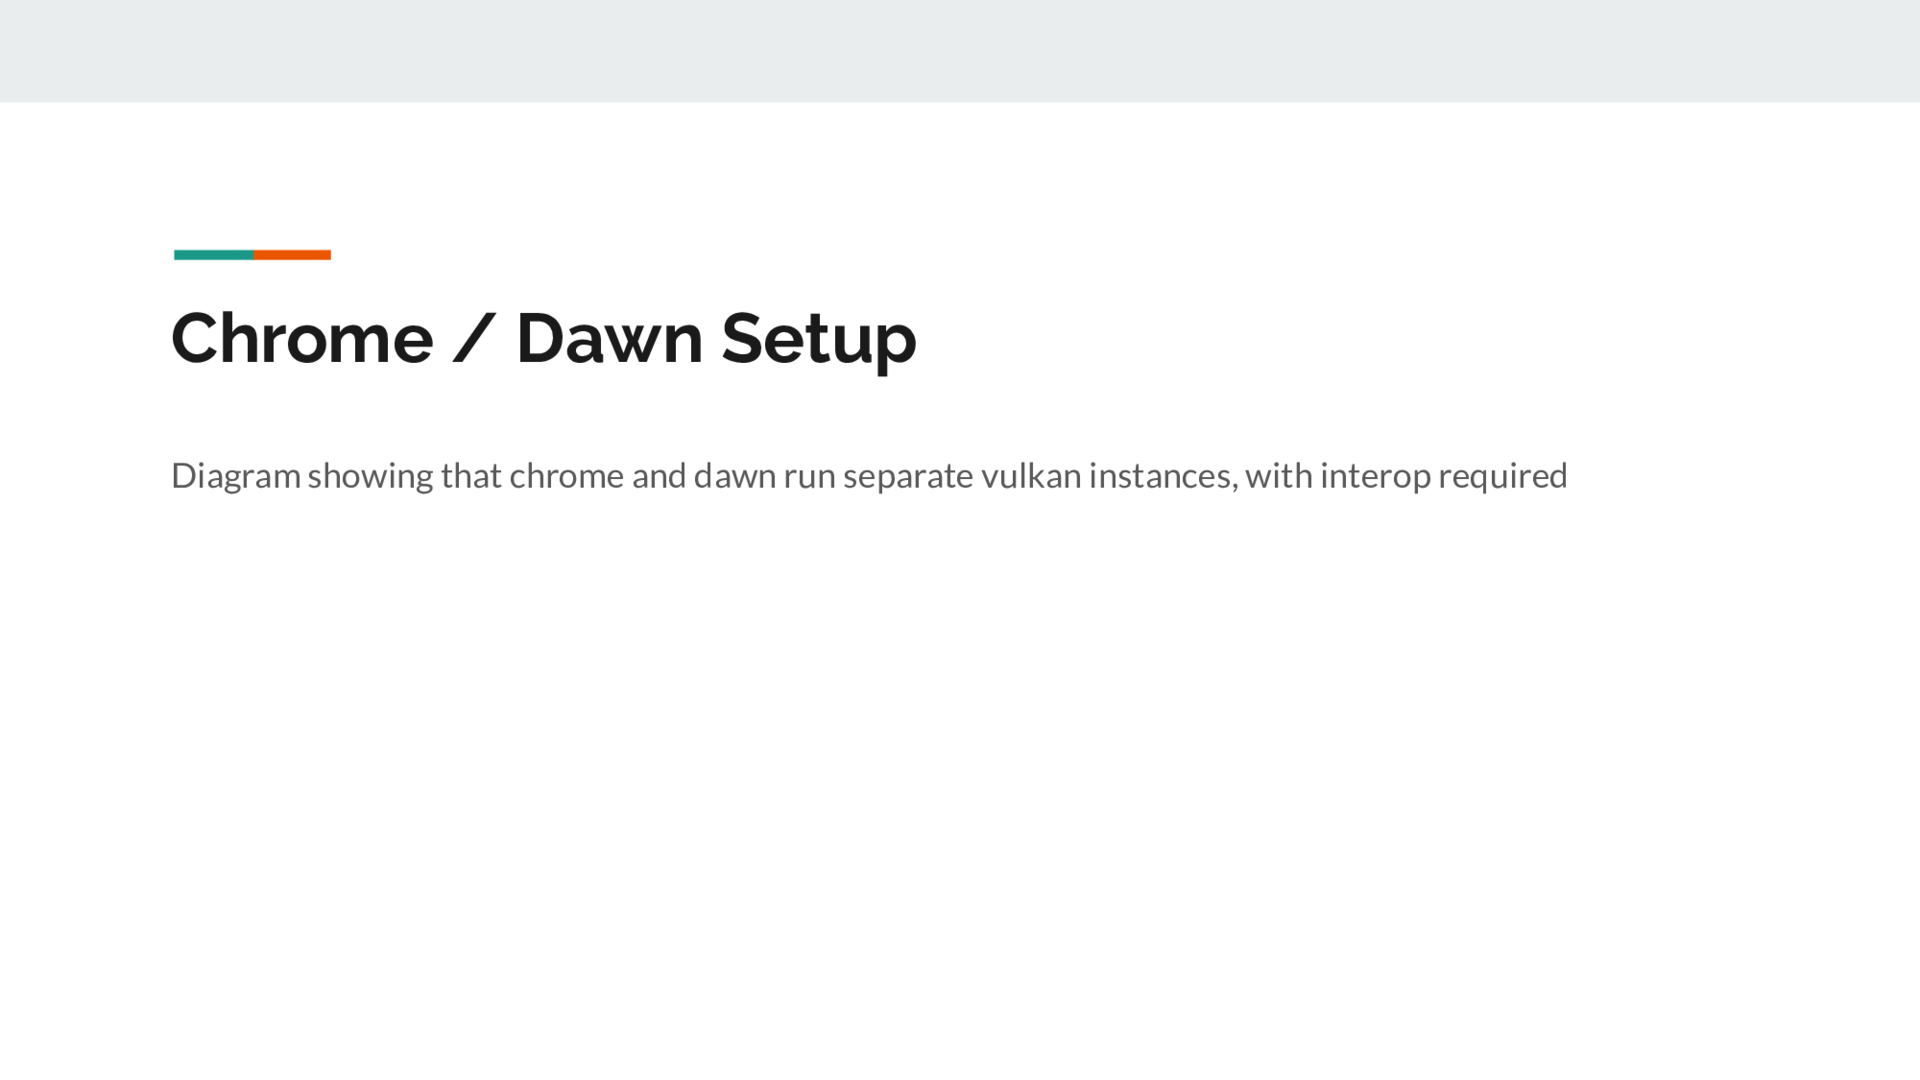 Chrome / Dawn Setup
Diagram showing that chrome and dawn run separate vulkan instances, with interop required